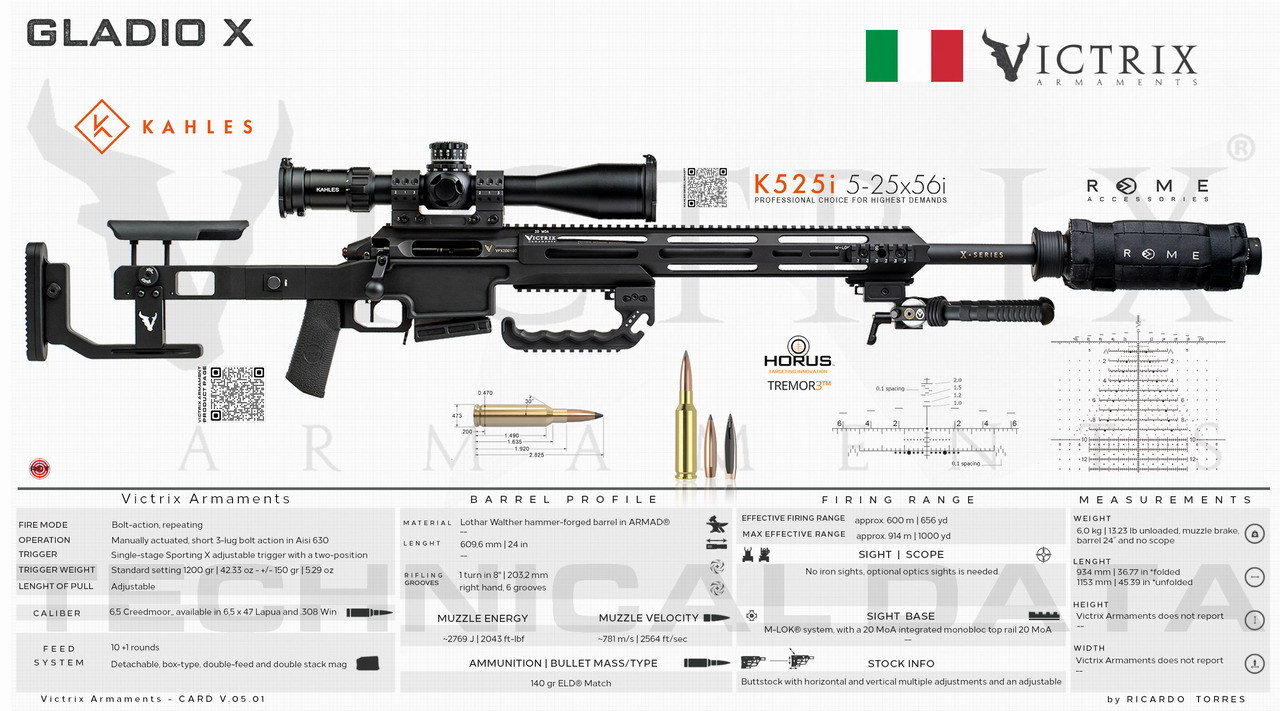 GLADIO X
VICTRIX
ARMAMENTS
KAHLES
®
KAHLES
K525i 5-25x56i
PROFESSIONAL CHOICE FOR HIGHEST DEMANDS
ROME
ACCESSORIES
20 MOA
VICTRIX
ARMAMENTS
M-LOK
X-SERIES
ROME
HORUS
TARGETING INNOVATION
TREMOR3™
VICTRIX ARMAMENT
PRODUCT PAGE
0.470
30°
473
200
1.490
1.635
1.920
2.825
0.1 spacing
2.0
1.5
1.2
1.0
6 2 2 6
0.1 spacing
ARMAMENTS
Victrix Armaments
FIRE MODE Bolt-action, repeating
OPERATION Manually actuated, short 3-lug bolt action in Aisi 630
TRIGGER Single-stage Sporting X adjustable trigger with a two-position
TRIGGER WEIGHT Standard setting 1200 gr | 42.33 oz - +/- 150 gr | 5.29 oz
LENGHT OF PULL Adjustable
CALIBER 6,5 Creedmoor, available in 6,5 x 47 Lapua and .308 Win
FEED SYSTEM
10 +1 rounds
Detachable, box-type, double-feed and double stack mag
BARREL PROFILE
MATERIAL Lothar Walther hammer-forged barrel in ARMAD®
--
LENGHT 609,6 mm | 24 in
--
RIFLING
GROOVES
1 turn in 8" | 203,2 mm
right hand, 6 grooves
MUZZLE ENERGY MUZZLE VELOCITY
~2769 J | 2043 ft-lbf ~781 m/s | 2564 ft/sec
AMMUNITION | BULLET MASS/TYPE
140 gr ELD® Match
FIRING RANGE
EFFECTIVE FIRING RANGE approx. 600 m | 656 yd
MAX EFFECTIVE RANGE approx. 914 m | 1000 yd
SIGHT | SCOPE
No iron sights, optional optics sights is needed.
SIGHT BASE
M-LOK® system, with a 20 MoA integrated monobloc top rail 20 MoA
--
STOCK INFO
Buttstock with horizontal and vertical multiple adjustments and an adjustable
MEASUREMENTS
WEIGHT
6,0 kg | 13.23 lb unloaded, muzzle brake,
barrel 24" and no scope
LENGHT
934 mm | 36.77 in *folded
1153 mm | 45.39 in *unfolded
HEIGHT
Victrix Armaments does not report
--
WIDTH
Victrix Armaments does not report
--
TECHNICAL DATA
Victrix Armaments - CARD V.05.01
by RICARDO TORRES